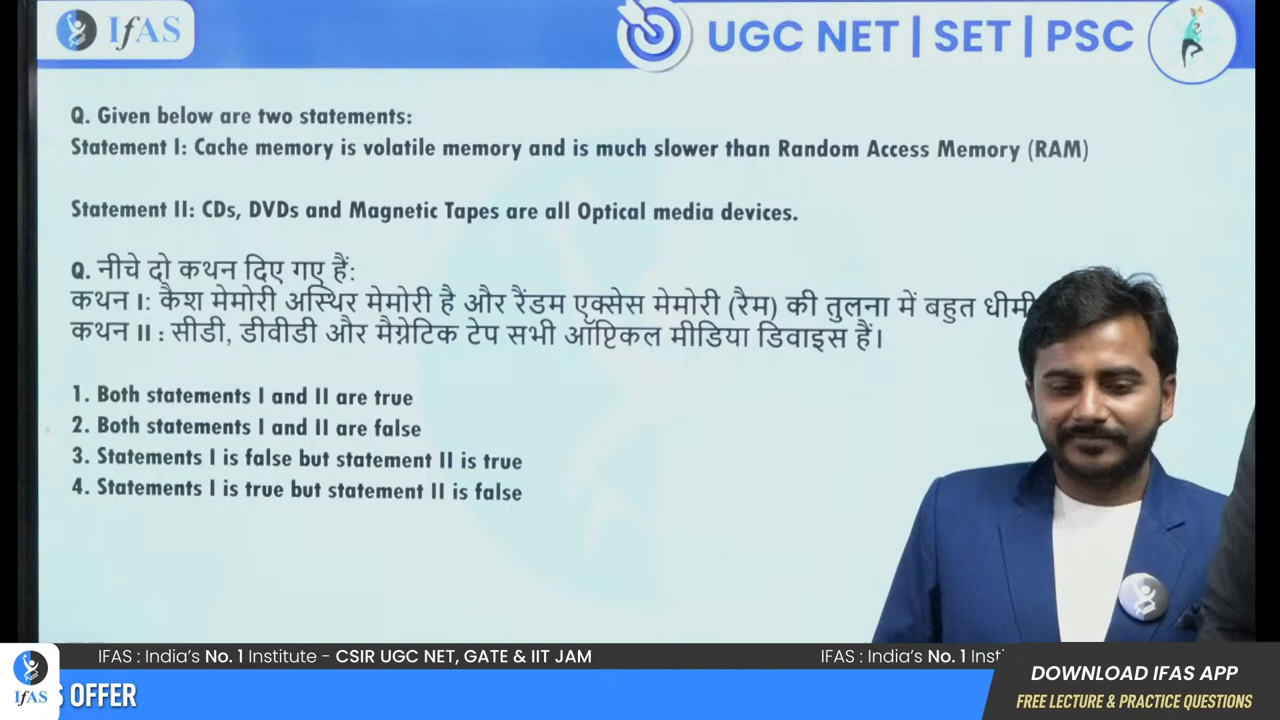 IfAS
UGC NET | SET | PSC
Q. Given below are two statements:
Statement I: Cache memory is volatile memory and is much slower than Random Access Memory (RAM)
Statement II: CDs, DVDs and Magnetic Tapes are all Optical media devices.
Q. नीचे दो कथन दिए गए हैं:
कथन I: कैश मेमोरी अस्थिर मेमोरी है और रैंडम एक्सेस मेमोरी (रैम) की तुलना में बहुत धीमी
कथन II : सीडी, डीवीडी और मैग्नेटिक टेप सभी ऑप्टिकल मीडिया डिवाइस हैं।
1. Both statements I and II are true
2. Both statements I and II are false
3. Statements I is false but statement II is true
4. Statements I is true but statement II is false
IFAS : India's No. 1 Institute – CSIR UGC NET, GATE & IIT JAM
IFAS : India's No. 1
DOWNLOAD IFAS APP
FREE LECTURE & PRACTICE QUESTIONS
IfAS
OFFER